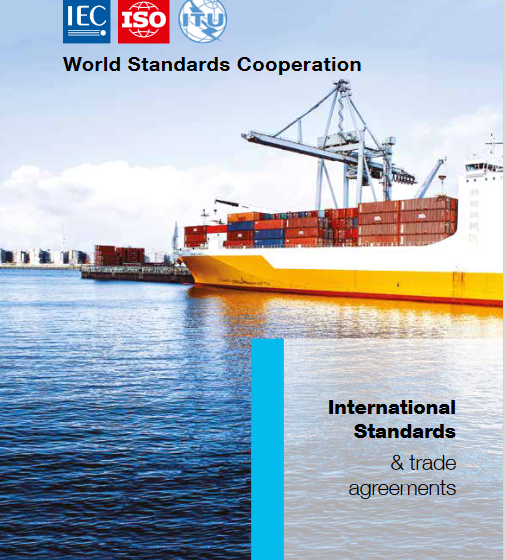 IEC ISO ITU
World Standards Cooperation
International
Standards
& trade
agreements